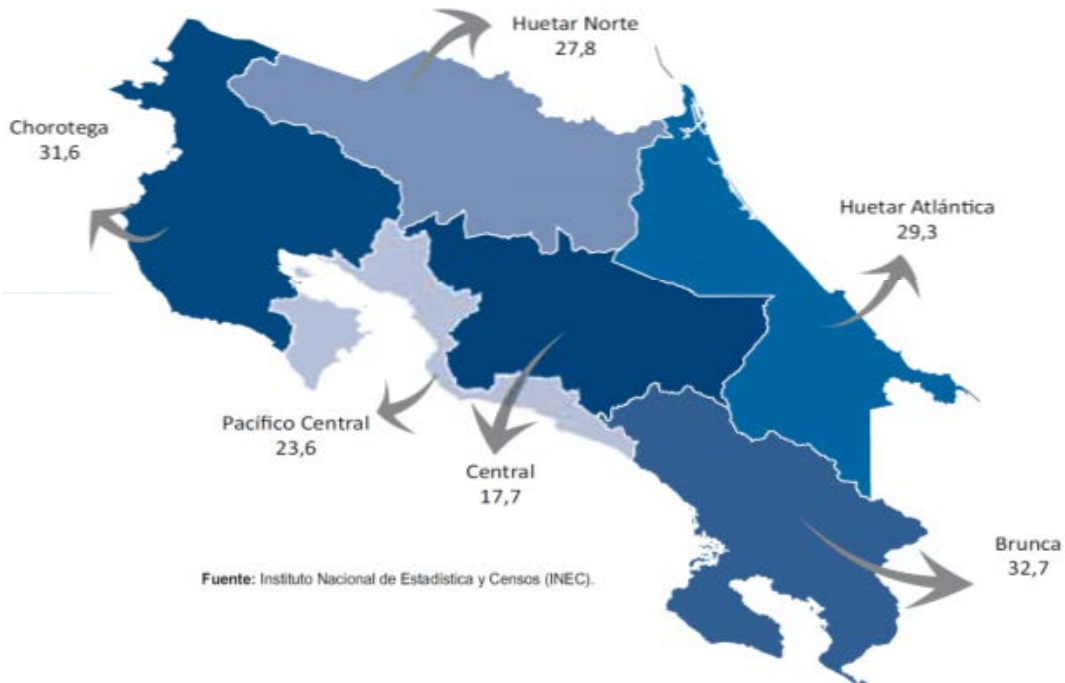 Huetar Norte
27,8
Chorotega
31,6
Huetar Atlántica
29,3
Pacífico Central
23,6
Central
17,7
Brunca
32,7
Fuente: Instituto Nacional de Estadística y Censos (INEC).